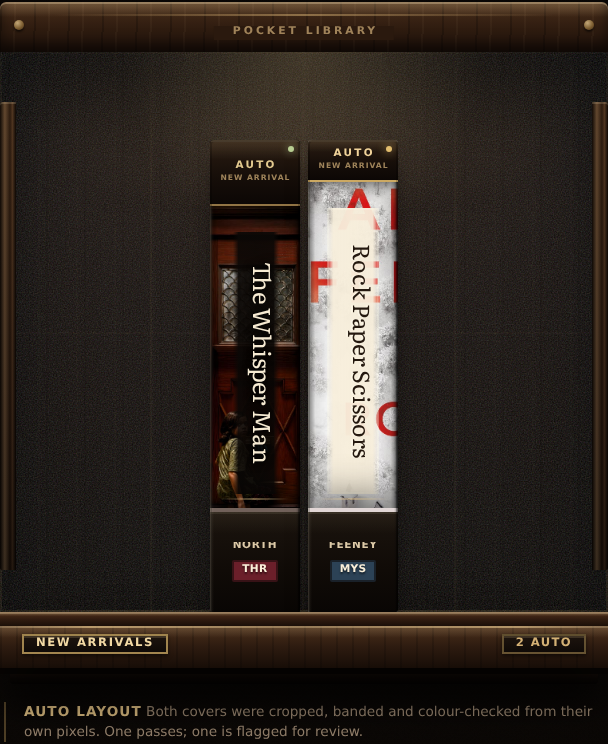 POCKET LIBRARY
AUTO
NEW ARRIVAL
The Whisper Man
NORTH
THR
AUTO
NEW ARRIVAL
Rock Paper Scissors
FEENEY
MYS
NEW ARRIVALS
2 AUTO
AUTO LAYOUT Both covers were cropped, banded and colour-checked from their
own pixels. One passes; one is flagged for review.